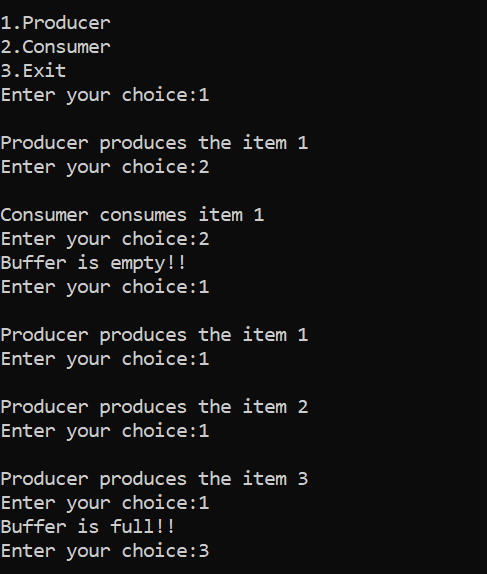 1.Producer
2.Consumer
3.Exit
Enter your choice:1
Producer produces the item 1
Enter your choice:2
Consumer consumes item 1
Enter your choice:2
Buffer is empty!!
Enter your choice:1
Producer produces the item 1
Enter your choice:1
Producer produces the item 2
Enter your choice:1
Producer produces the item 3
Enter your choice:1
Buffer is full!!
Enter your choice:3